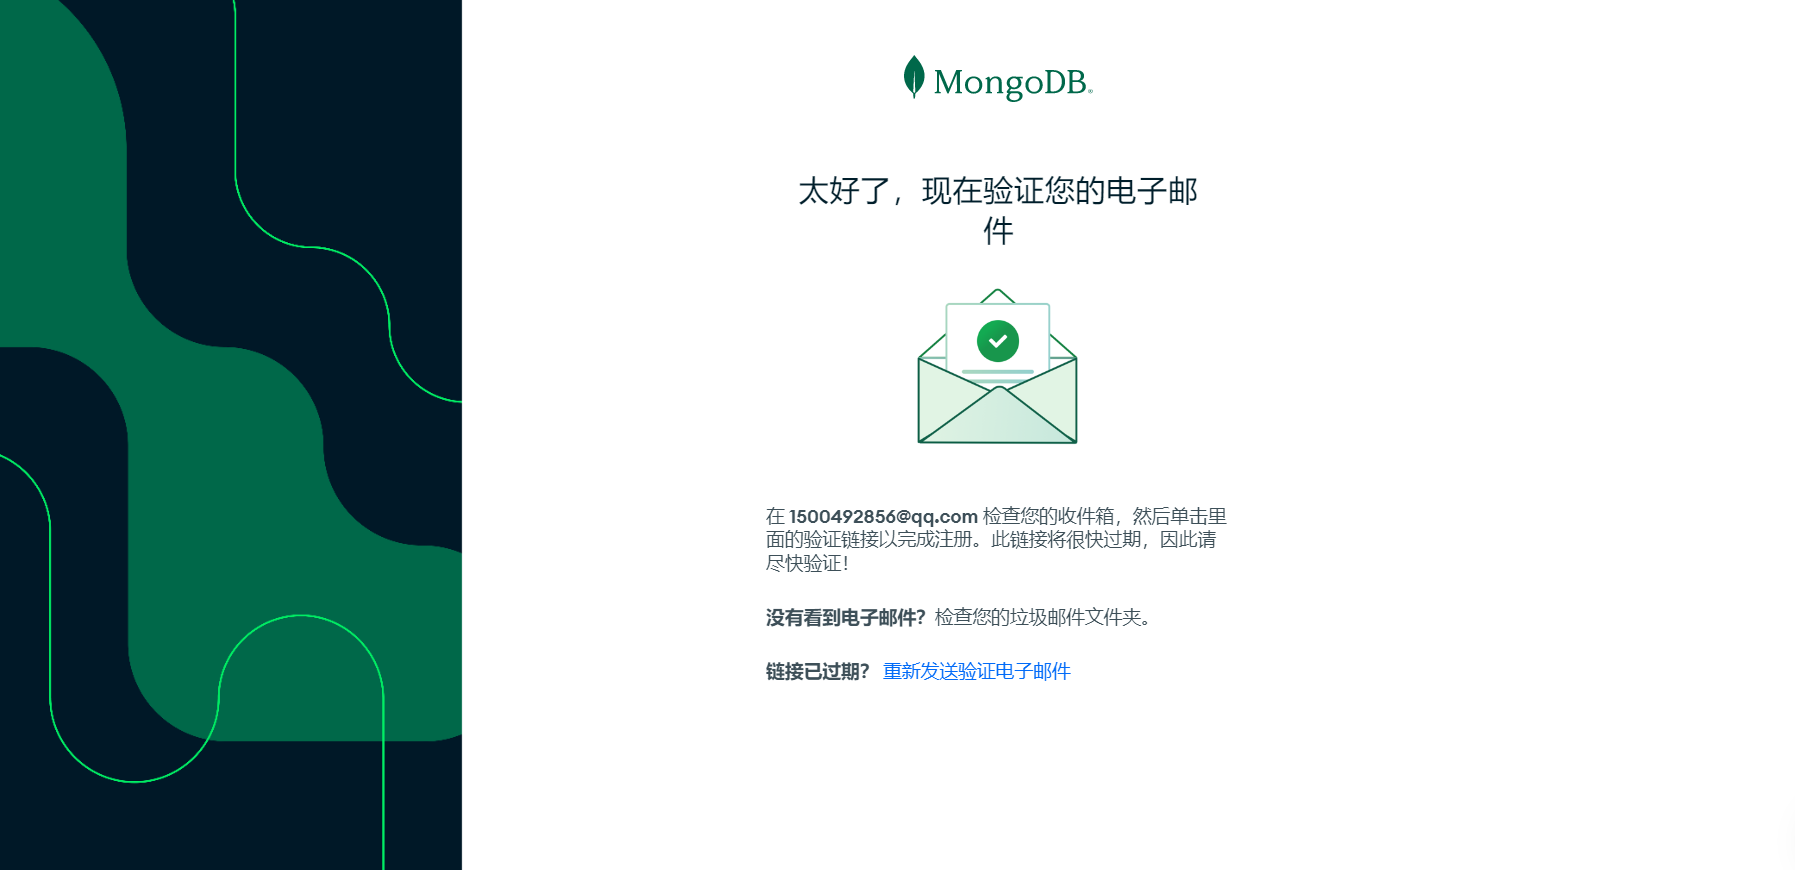 MongoDB®
太好了，现在验证您的电子邮
件
在 1500492856@qq.com 检查您的收件箱，然后单击里
面的验证链接以完成注册。此链接将很快过期，因此请
尽快验证！
没有看到电子邮件？检查您的垃圾邮件文件夹。
链接已过期？ 重新发送验证电子邮件